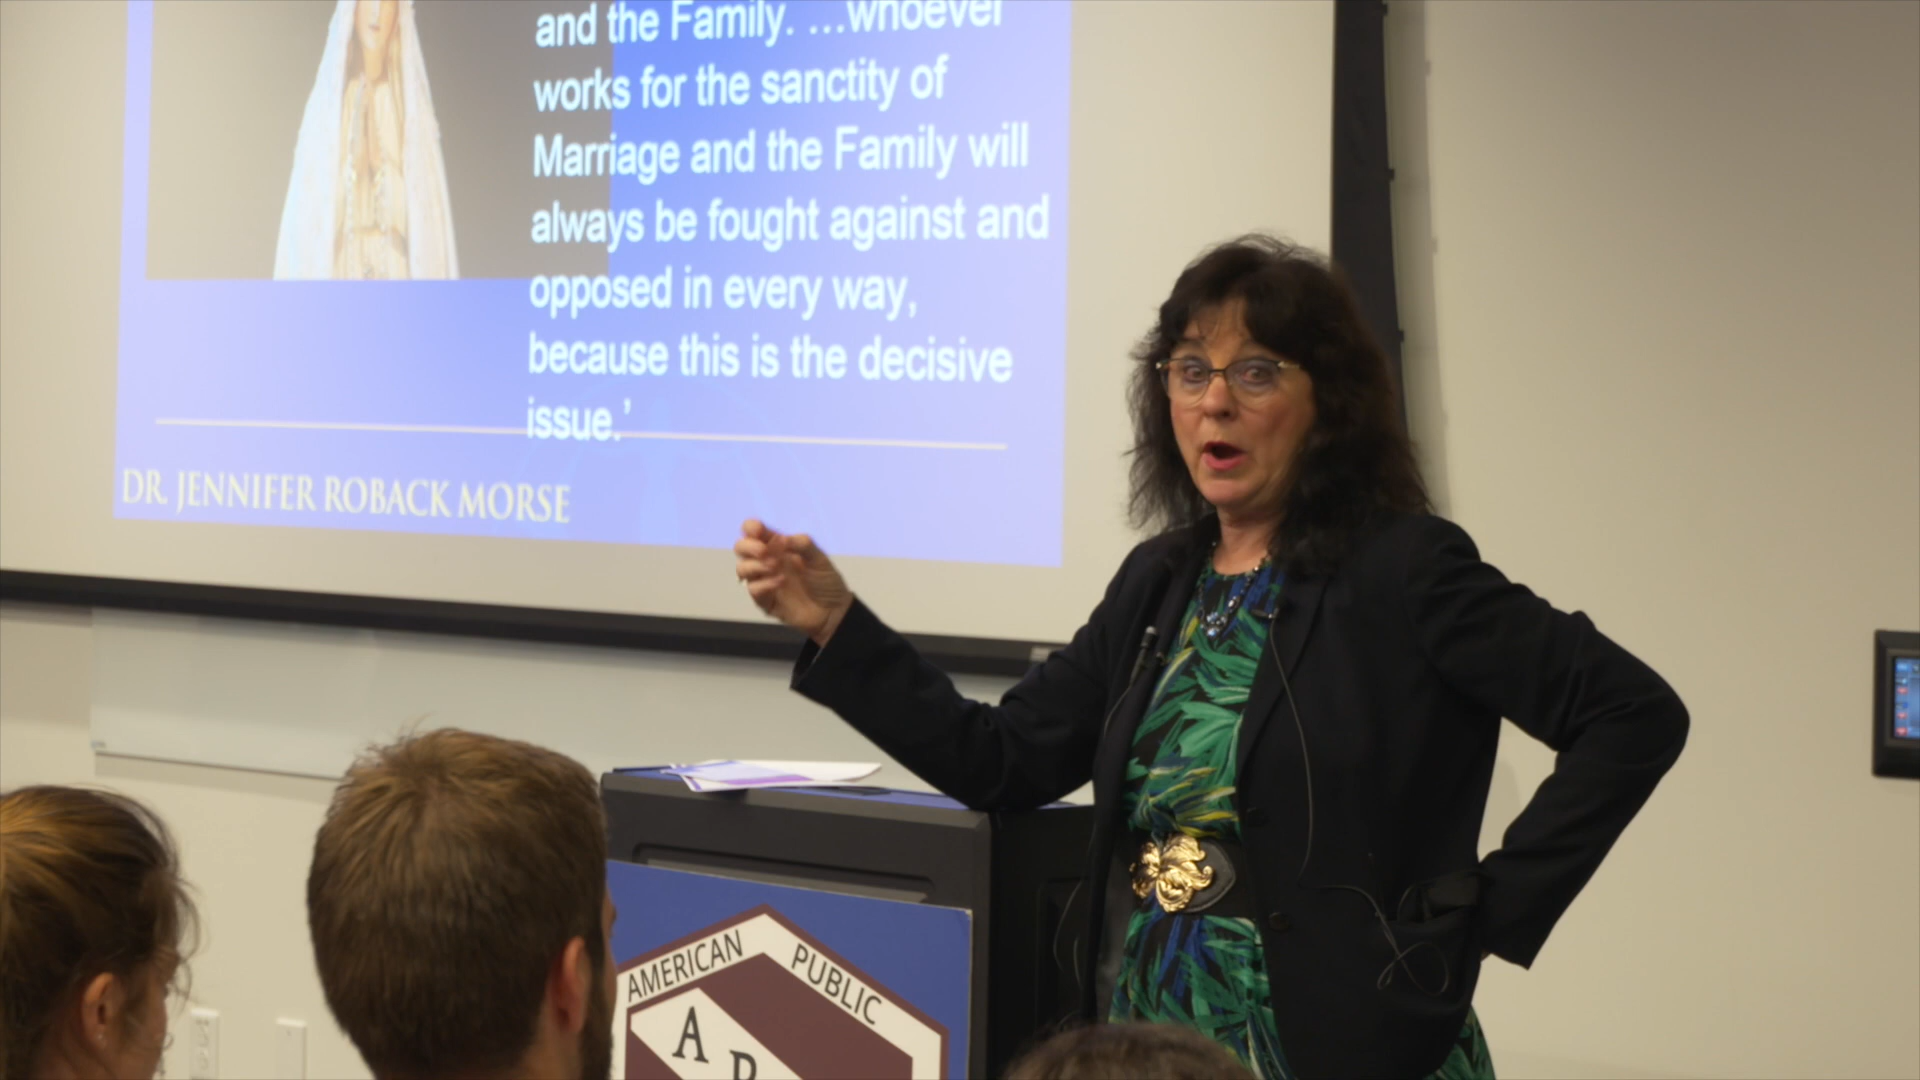 and the Family. ...whoever
works for the sanctity of
Marriage and the Family will
always be fought against and
opposed in every way,
because this is the decisive
issue.’
DR. JENNIFER ROBACK MORSE
AMERICAN PUBLIC
A P